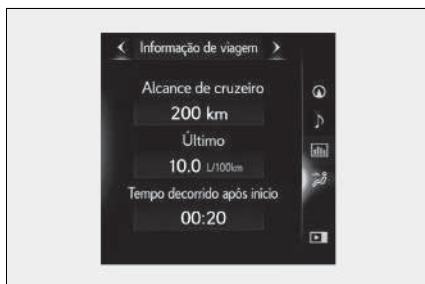 Informação de viagem
Alcance de cruzeiro
200 km
Último
10.0 L/100km
Tempo decorrido após início
00:20